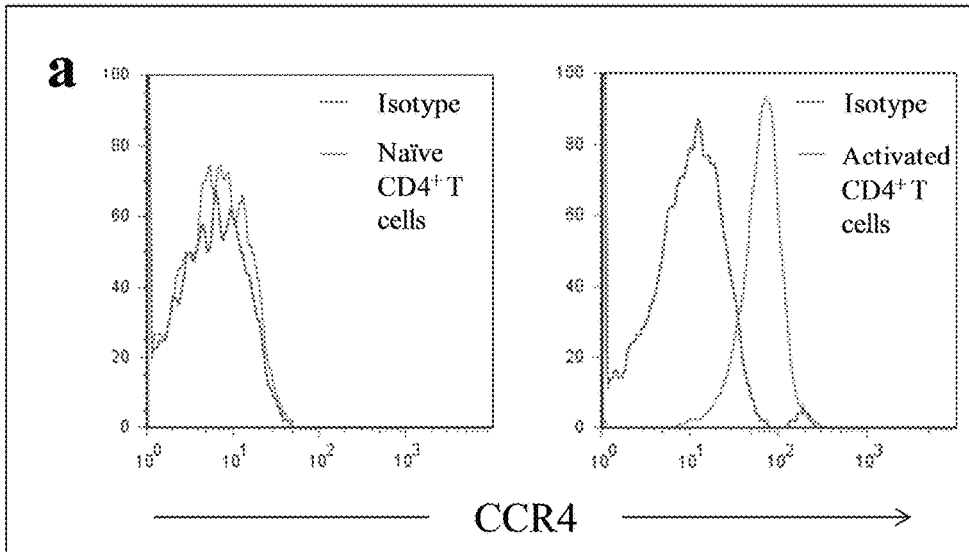 a
100
80
60
40
20
0
10⁰
10¹
10²
10³
Isotype
Naïve
CD4⁺ T
cells
100
80
60
40
20
0
10⁰
10¹
10²
10³
Isotype
Activated
CD4⁺ T
cells
CCR4